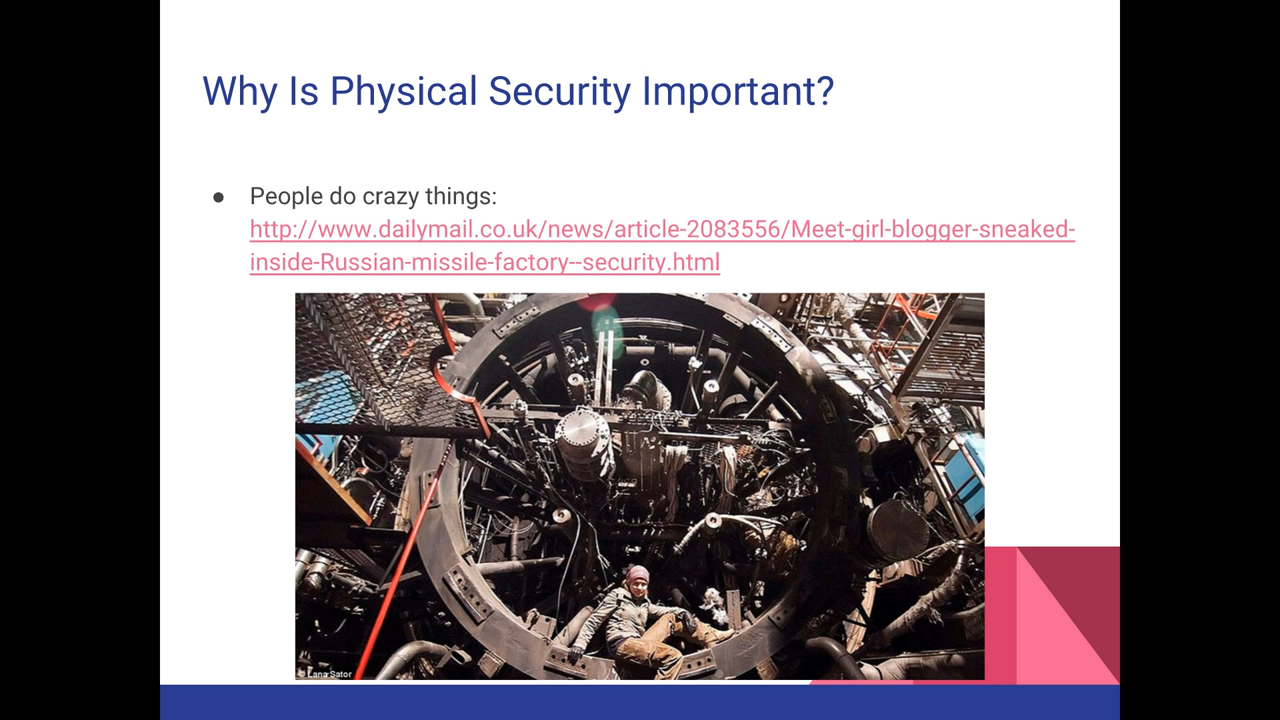 Why Is Physical Security Important?
● People do crazy things:
http://www.dailymail.co.uk/news/article-2083556/Meet-girl-blogger-sneaked-
inside-Russian-missile-factory--security.html
© Lana Sator